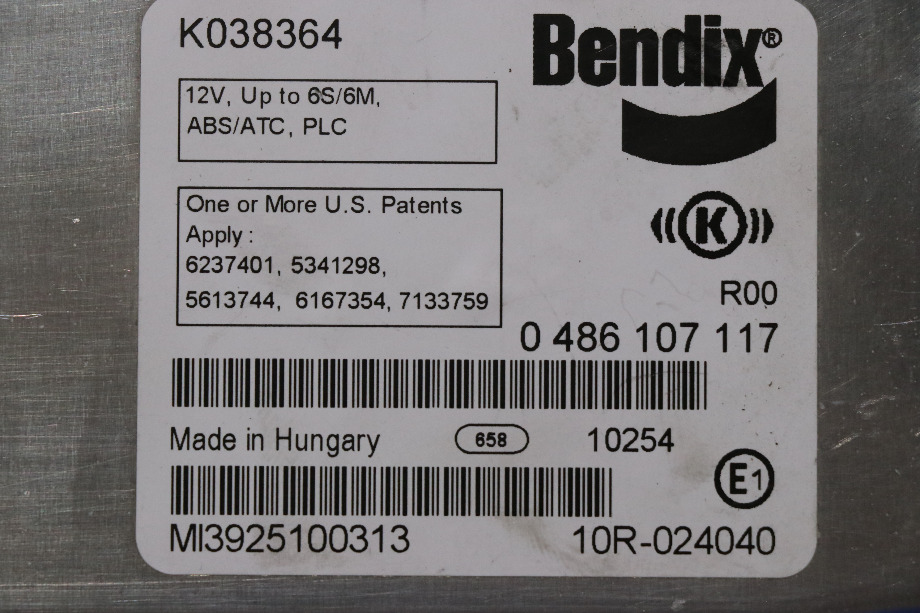 K038364
Bendix®
12V, Up to 6S/6M,
ABS/ATC, PLC
One or More U.S. Patents
Apply :
6237401, 5341298,
5613744, 6167354, 7133759
K
R00
0 486 107 117
Made in Hungary
658
10254
E1
MI3925100313
10R-024040